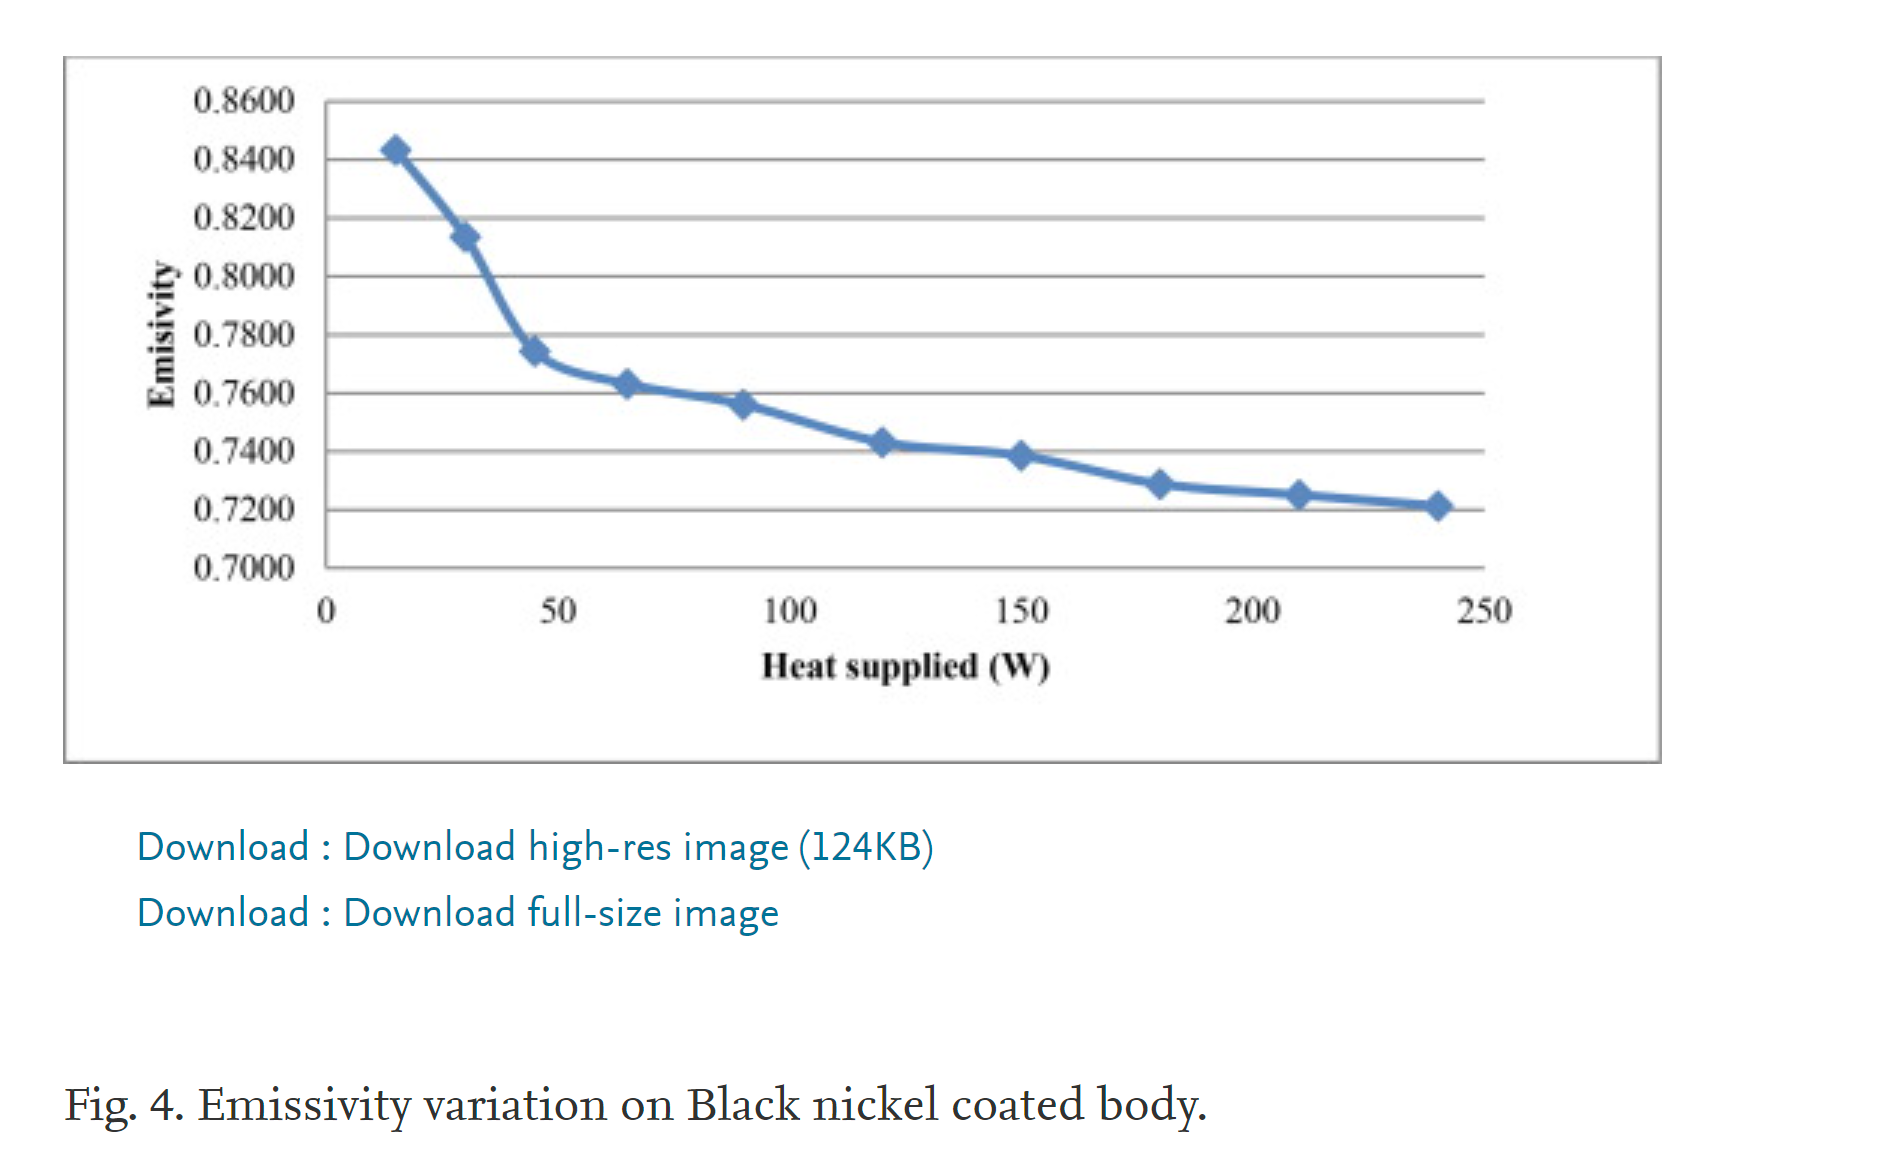 0.8600
0.8400
0.8200
0.8000
0.7800
0.7600
0.7400
0.7200
0.7000
Emisivity
0 50 100 150 200 250
Heat supplied (W)
Download : Download high-res image (124KB)
Download : Download full-size image
Fig. 4. Emissivity variation on Black nickel coated body.